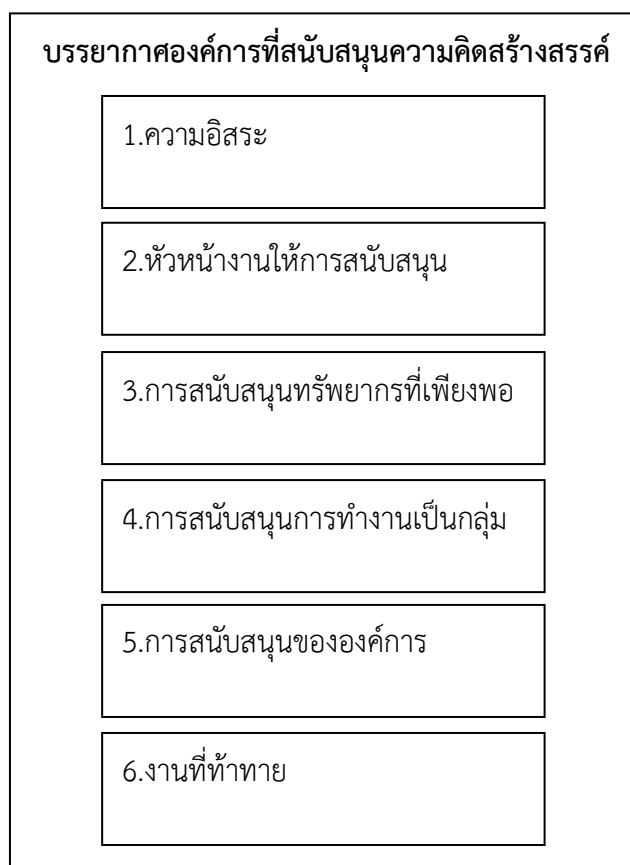 บรรยากาศองค์การที่สนับสนุนความคิดสร้างสรรค์
1.ความอิสระ
2.หัวหน้างานให้การสนับสนุน
3.การสนับสนุนทรัพยากรที่เพียงพอ
4.การสนับสนุนการทำงานเป็นกลุ่ม
5.การสนับสนุนขององค์การ
6.งานที่ท้าทาย